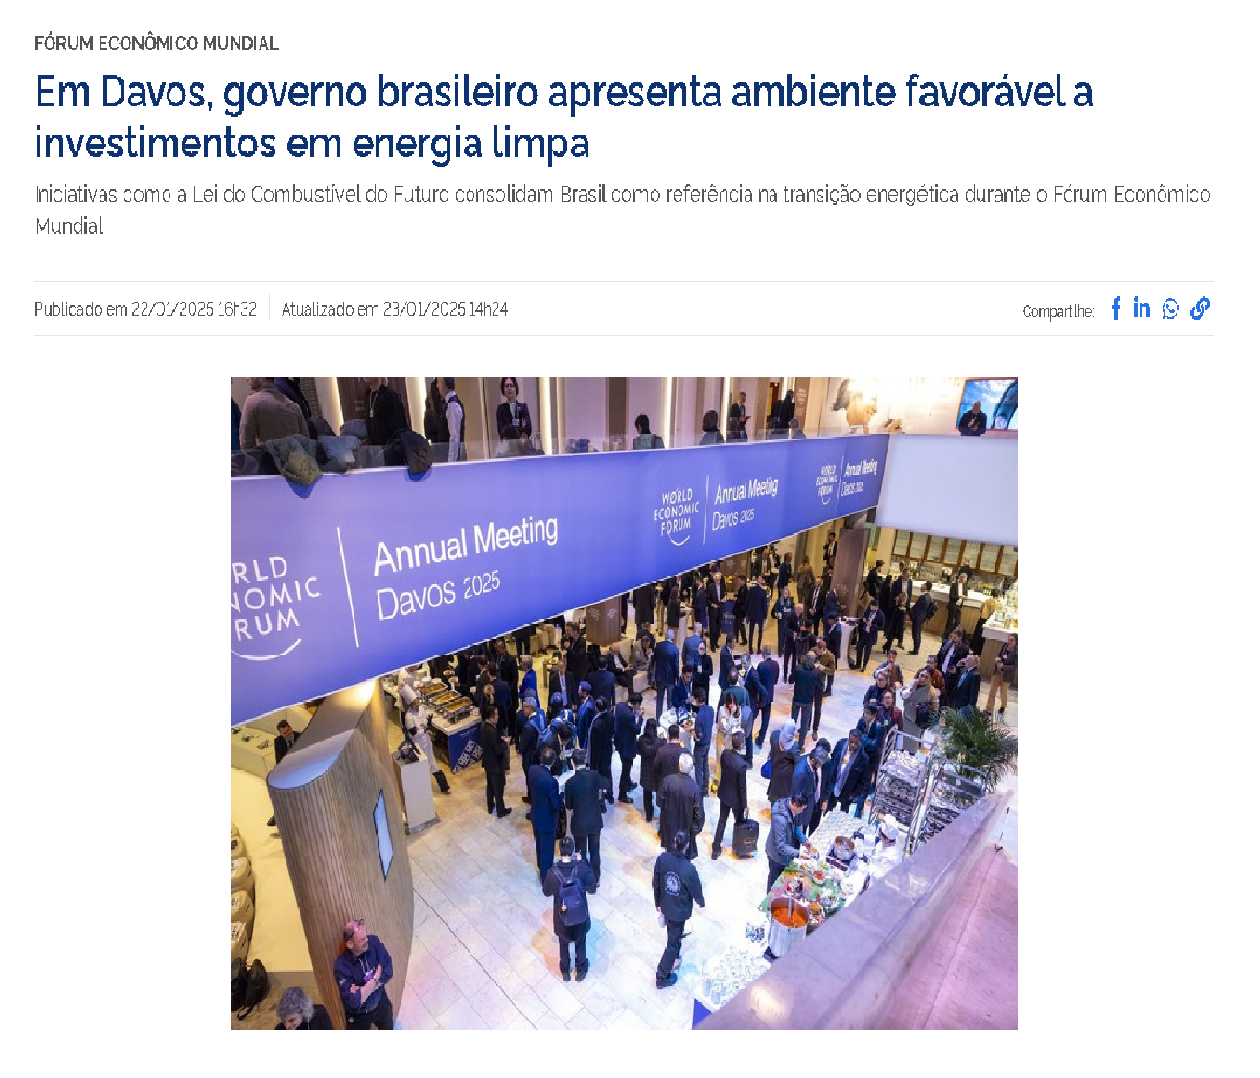 FÓRUM ECONÔMICO MUNDIAL
Em Davos, governo brasileiro apresenta ambiente favorável a
investimentos em energia limpa
Iniciativas como a Lei do Combustível do Futuro consolidam Brasil como referência na transição energética durante o Fórum Econômico
Mundial
Publicado em 22/01/2025 16h32 Atualizado em 23/01/2025 14h24
Compartilhe:
WORLD
ECONOMIC
FORUM
Annual Meeting
Davos 2025
WORLD
ECONOMIC
FORUM
Annual Meeting
Davos 2025
RLD
NOMIC
RUM
Annual Meeting
Davos 2025